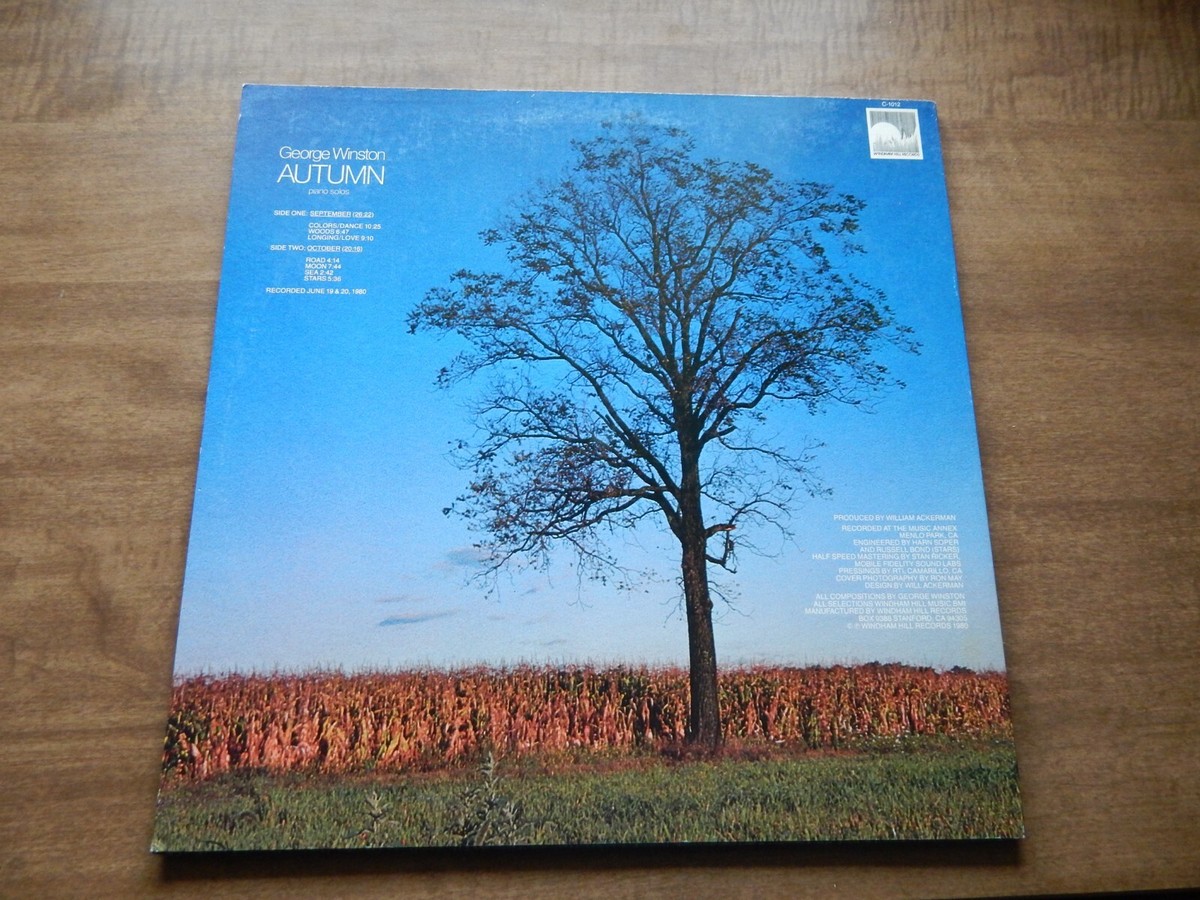 George Winston
AUTUMN
piano solos
SIDE ONE: SEPTEMBER (26:22)
COLORS/DANCE 10:25
WOODS 6:47
LONGING/LOVE 9:10
SIDE TWO: OCTOBER (20:16)
ROAD 4:14
MOON 7:44
SEA 2:42
STARS 5:36
RECORDED JUNE 19 & 20, 1980
C-1012
WINDHAM HILL RECORDS
PRODUCED BY WILLIAM ACKERMAN
RECORDED AT THE MUSIC ANNEX
MENLO PARK, CA
ENGINEERED BY HARN SOPER
AND RUSSELL BOND (STARS)
HALF SPEED MASTERING BY STAN RICKER,
MOBILE FIDELITY SOUND LABS
PRESSINGS BY RTI, CAMARILLO, CA
COVER PHOTOGRAPHY BY RON MAY
DESIGN BY WILL ACKERMAN
ALL COMPOSITIONS BY GEORGE WINSTON
ALL SELECTIONS WINDHAM HILL MUSIC BMI
MANUFACTURED BY WINDHAM HILL RECORDS
BOX 9388 STANFORD, CA 94305
© ℗ WINDHAM HILL RECORDS 1980